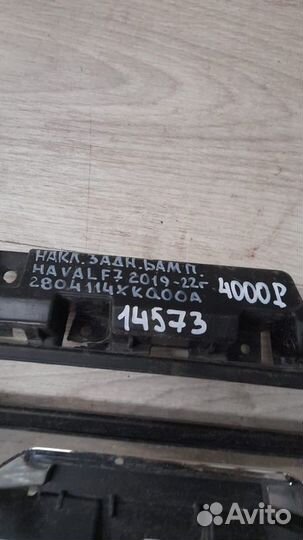 НАКЛ. ЗАДН. БАМП.
HAVAL F7 2019-22г
2804114XKQ00A
4000₽
14573
Avito